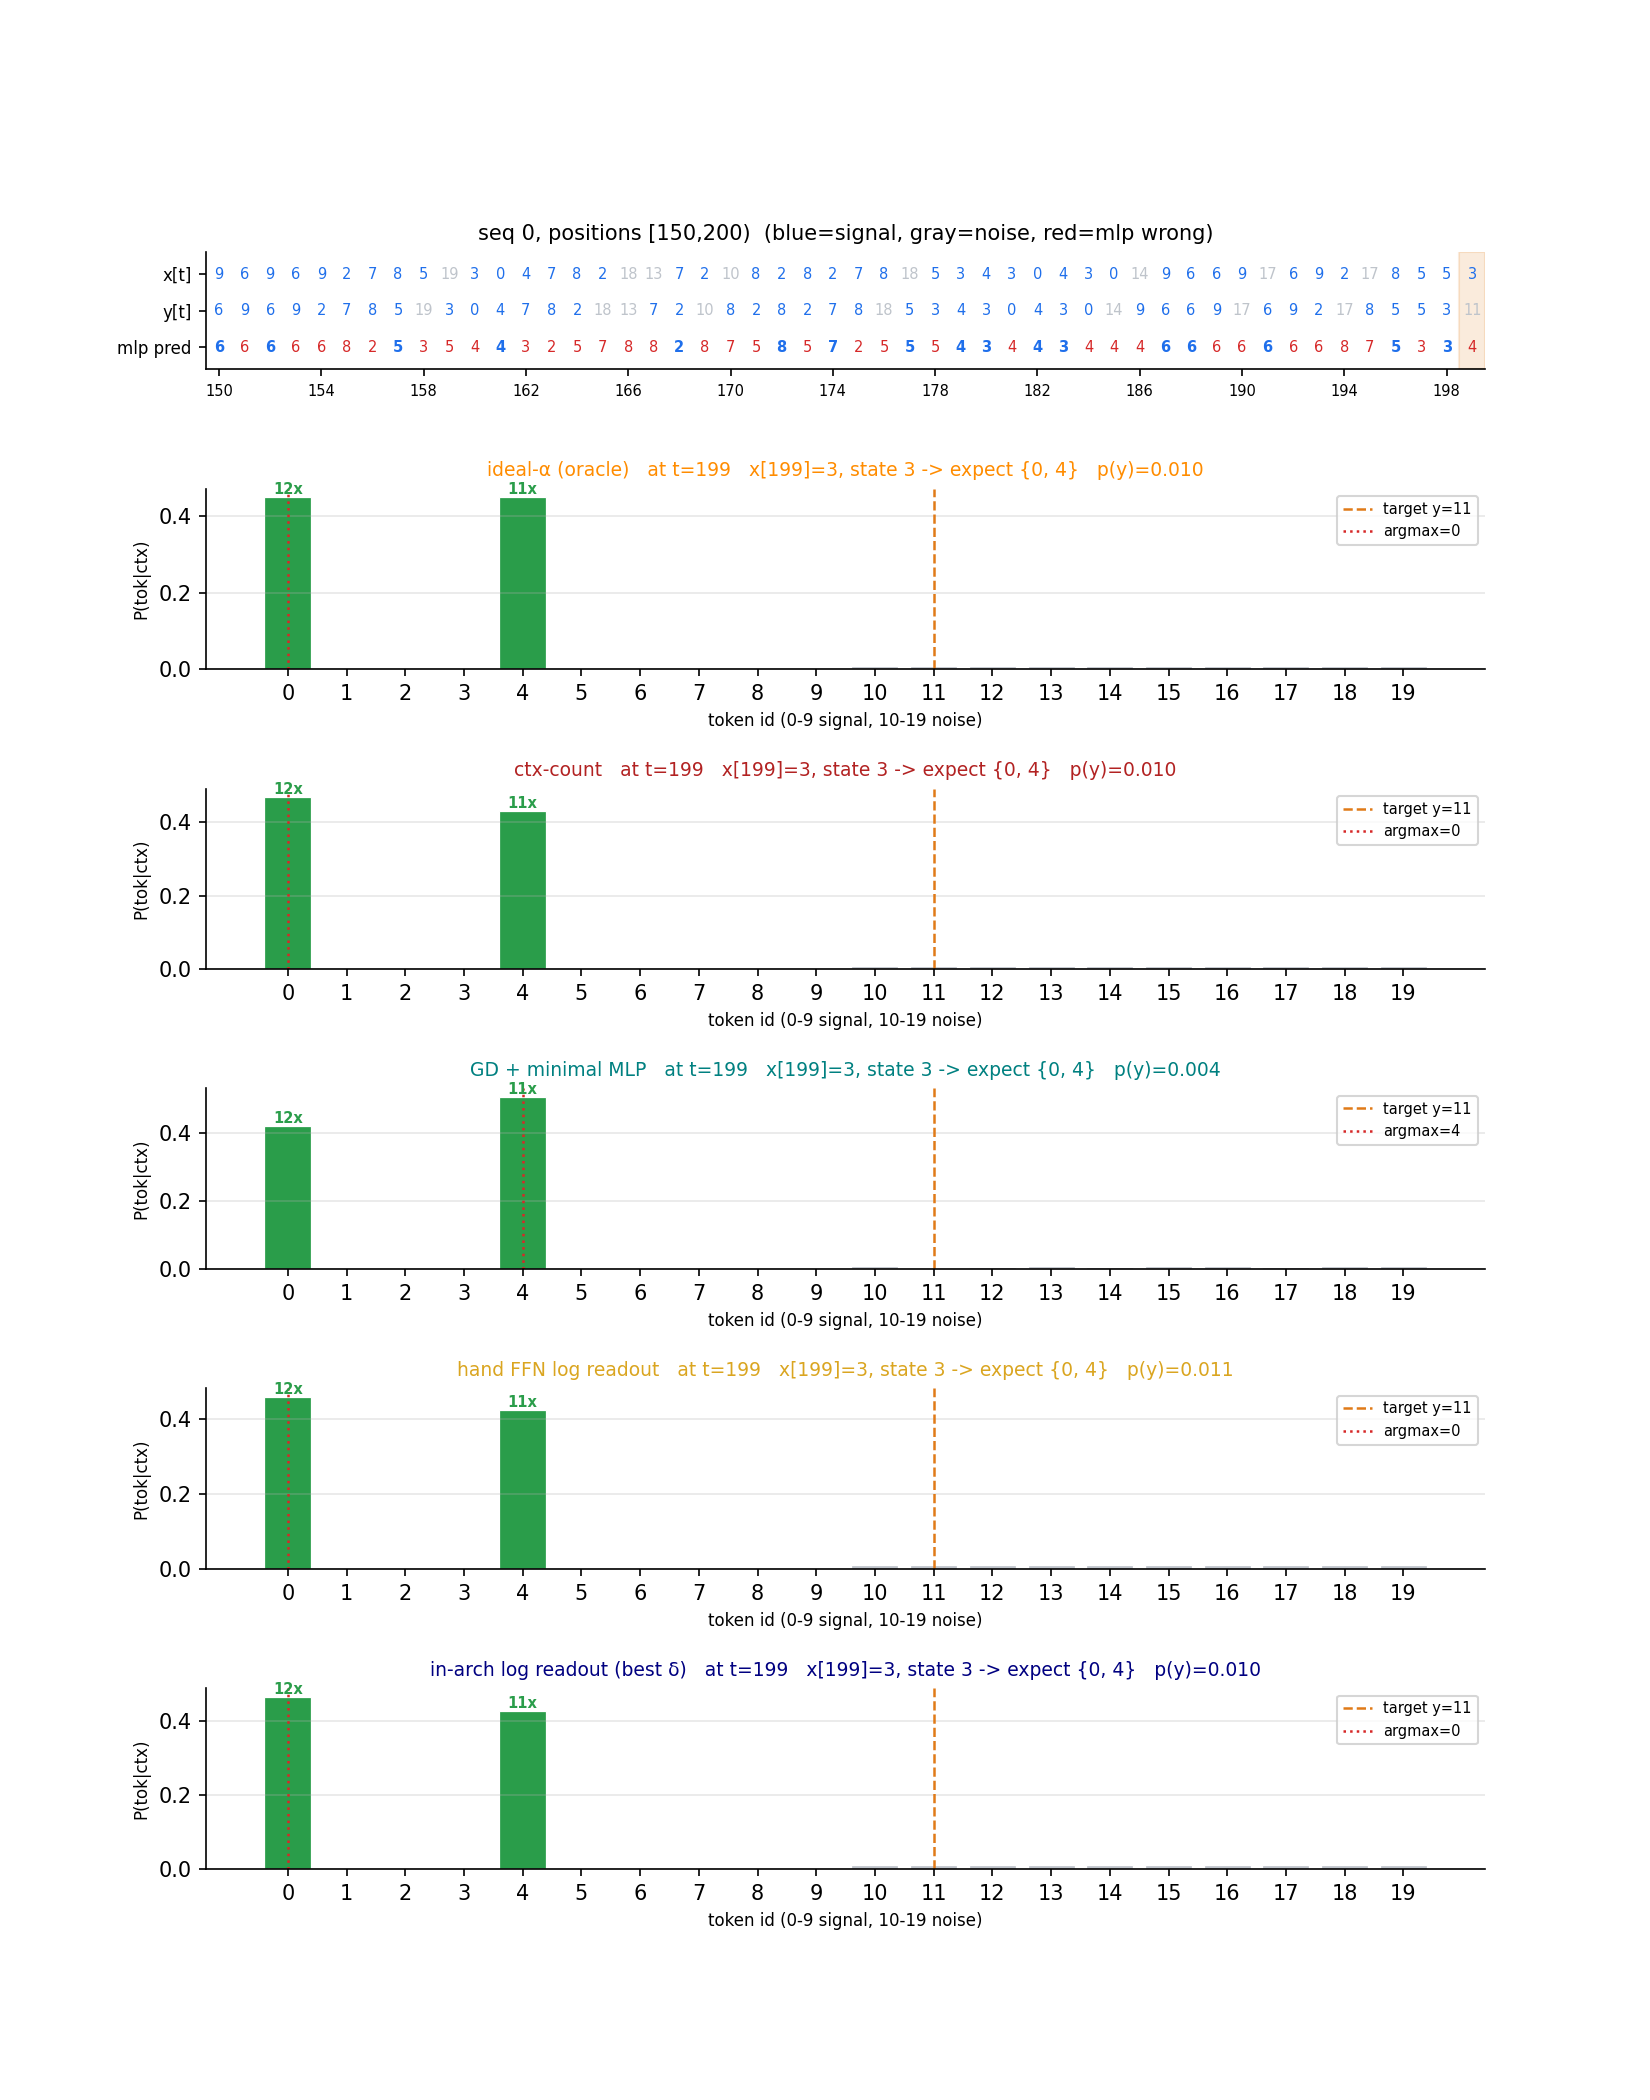 seq 0, positions [150,200)  (blue=signal, gray=noise, red=mlp wrong)
x[t] 9 6 9 6 9 2 7 8 5 19 3 0 4 7 8 2 18 13 7 2 10 8 2 8 2 7 8 18 5 3 4 3 0 4 3 0 14 9 6 6 9 17 6 9 2 17 8 5 5 3
y[t] 6 9 6 9 2 7 8 5 19 3 0 4 7 8 2 18 13 7 2 10 8 2 8 2 7 8 18 5 3 4 3 0 4 3 0 14 9 6 6 9 17 6 9 2 17 8 5 5 3 11
mlp pred 6 6 6 6 6 8 2 5 3 5 4 4 3 2 5 7 8 8 2 8 7 5 8 5 7 2 5 5 5 4 3 4 4 3 4 4 4 6 6 6 6 6 6 6 8 7 5 3 3 4
150 154 158 162 166 170 174 178 182 186 190 194 198
ideal-α (oracle)   at t=199   x[199]=3, state 3 -> expect {0, 4}   p(y)=0.010
12x 11x
target y=11
argmax=0
P(tok|ctx)
0.4
0.2
0.0
0 1 2 3 4 5 6 7 8 9 10 11 12 13 14 15 16 17 18 19
token id (0-9 signal, 10-19 noise)
ctx-count   at t=199   x[199]=3, state 3 -> expect {0, 4}   p(y)=0.010
12x 11x
target y=11
argmax=0
P(tok|ctx)
0.4
0.2
0.0
0 1 2 3 4 5 6 7 8 9 10 11 12 13 14 15 16 17 18 19
token id (0-9 signal, 10-19 noise)
GD + minimal MLP   at t=199   x[199]=3, state 3 -> expect {0, 4}   p(y)=0.004
12x 11x
target y=11
argmax=4
P(tok|ctx)
0.4
0.2
0.0
0 1 2 3 4 5 6 7 8 9 10 11 12 13 14 15 16 17 18 19
token id (0-9 signal, 10-19 noise)
hand FFN log readout   at t=199   x[199]=3, state 3 -> expect {0, 4}   p(y)=0.011
12x 11x
target y=11
argmax=0
P(tok|ctx)
0.4
0.2
0.0
0 1 2 3 4 5 6 7 8 9 10 11 12 13 14 15 16 17 18 19
token id (0-9 signal, 10-19 noise)
in-arch log readout (best δ)   at t=199   x[199]=3, state 3 -> expect {0, 4}   p(y)=0.010
12x 11x
target y=11
argmax=0
P(tok|ctx)
0.4
0.2
0.0
0 1 2 3 4 5 6 7 8 9 10 11 12 13 14 15 16 17 18 19
token id (0-9 signal, 10-19 noise)